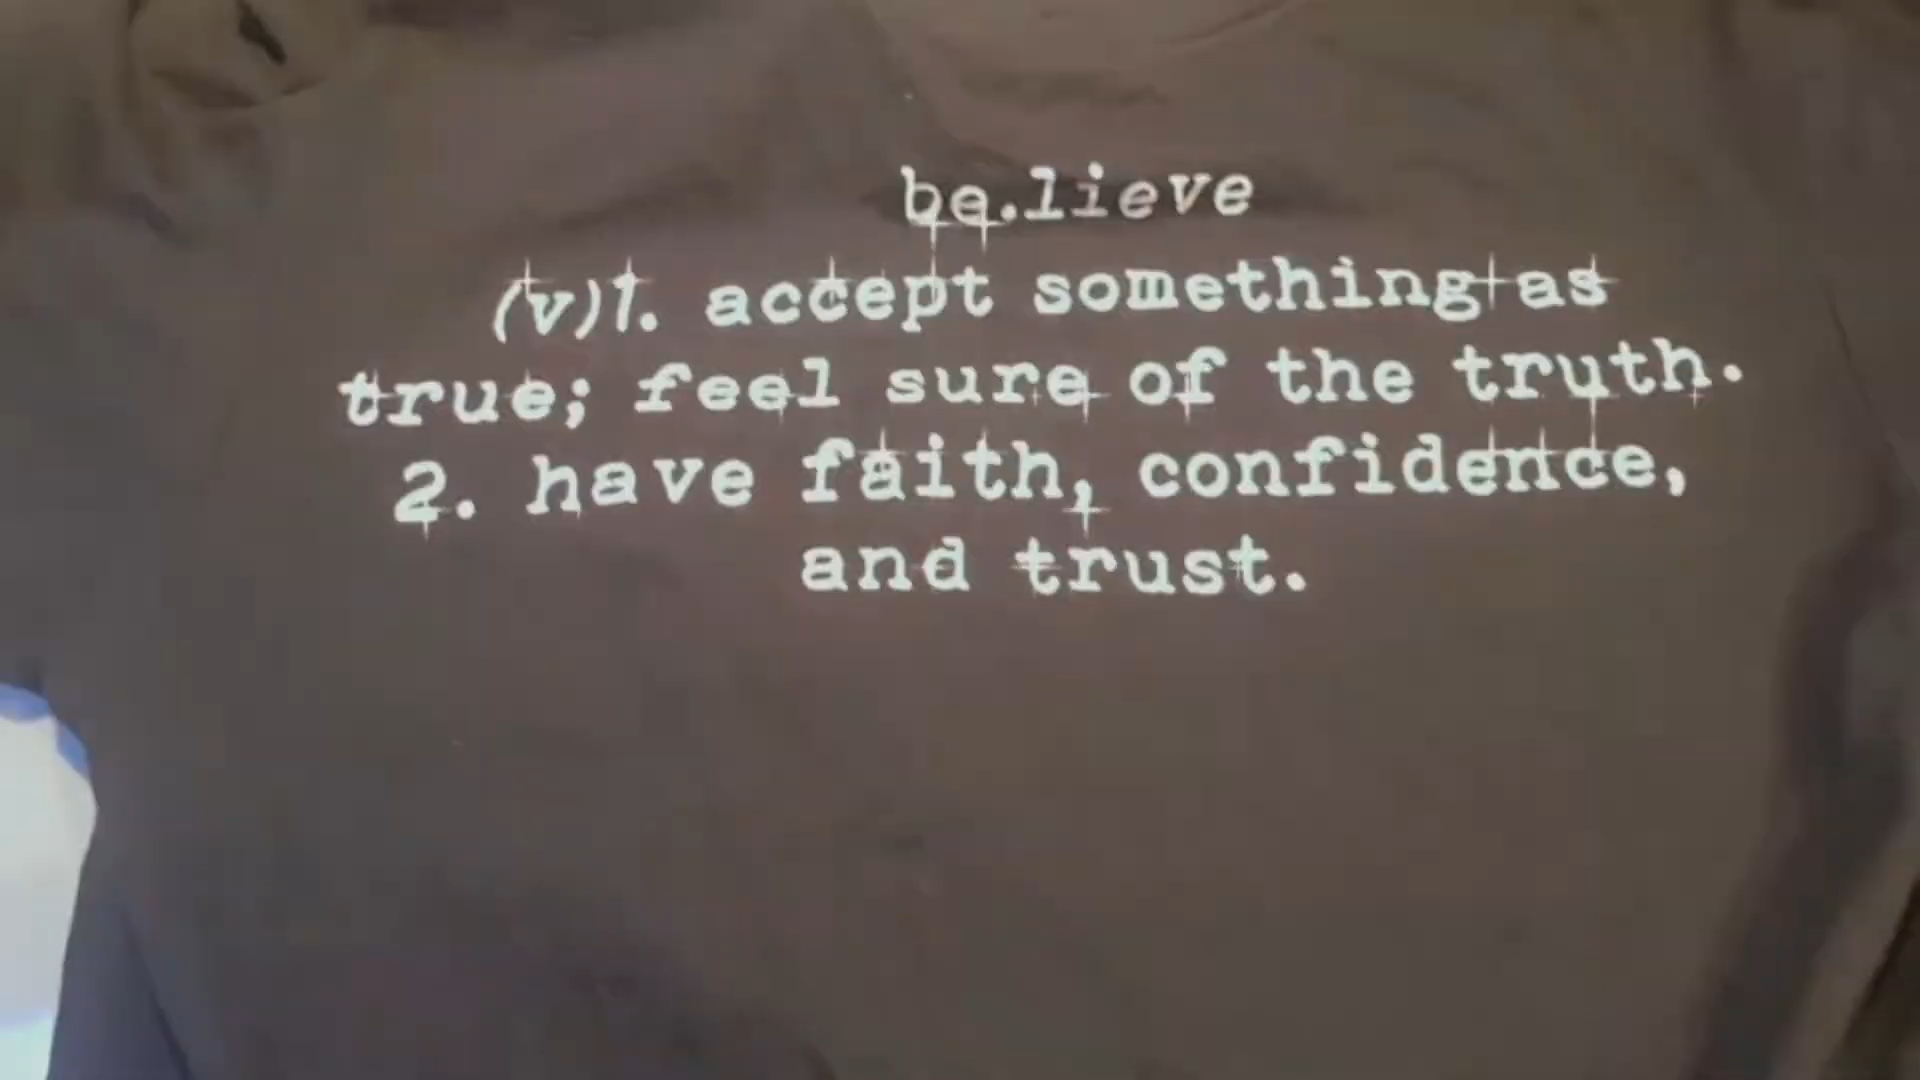 be.lieve
(v)1. accept something as
true; feel sure of the truth.
2. have faith, confidence,
and trust.